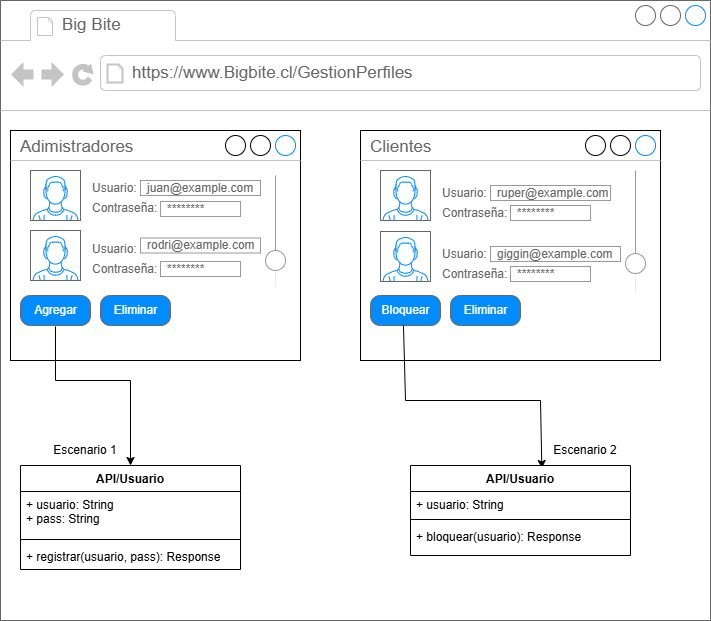 Big Bite
https://www.Bigbite.cl/GestionPerfiles
Adimistradores
Usuario: juan@example.com
Contraseña: ********
Usuario: rodri@example.com
Contraseña: ********
Agregar Eliminar
Clientes
Usuario: ruper@example.com
Contraseña: ********
Usuario: giggin@example.com
Contraseña: ********
Bloquear Eliminar
Escenario 1
API/Usuario
+ usuario: String
+ pass: String
+ registrar(usuario, pass): Response
Escenario 2
API/Usuario
+ usuario: String
+ bloquear(usuario): Response